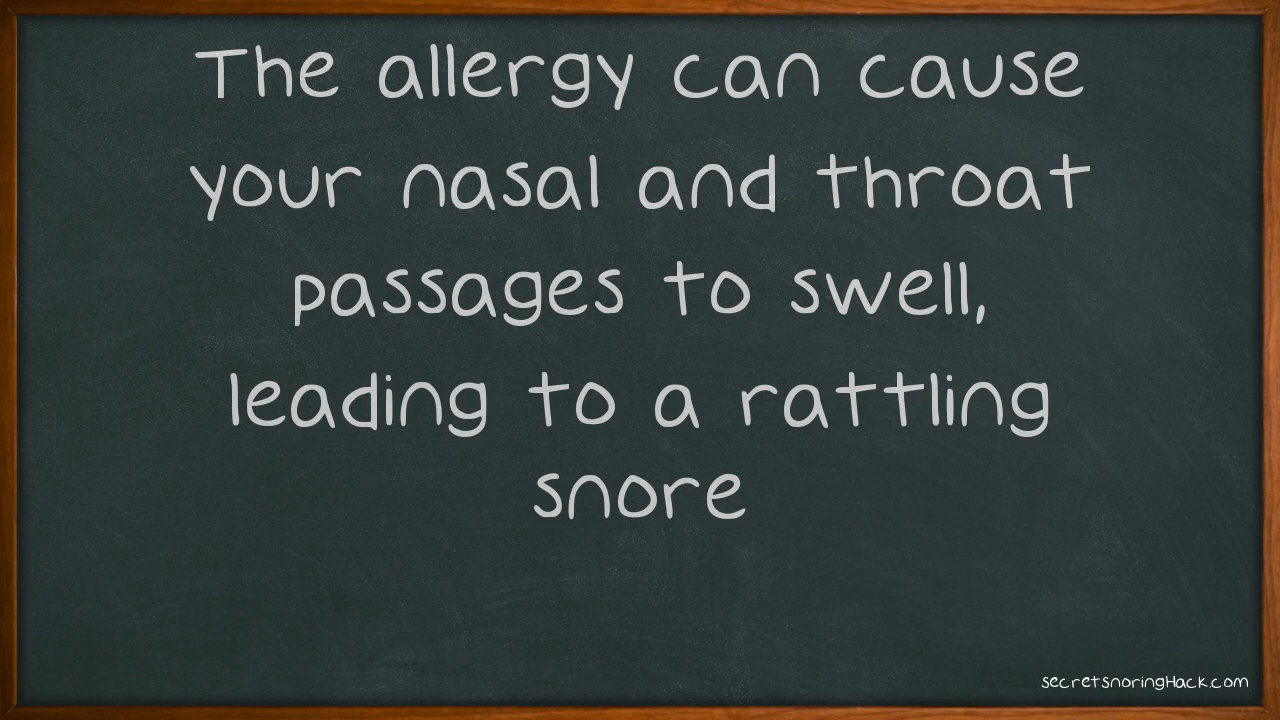 The allergy can cause
your nasal and throat
passages to swell,
leading to a rattling
snore
secretsnoringHack.com